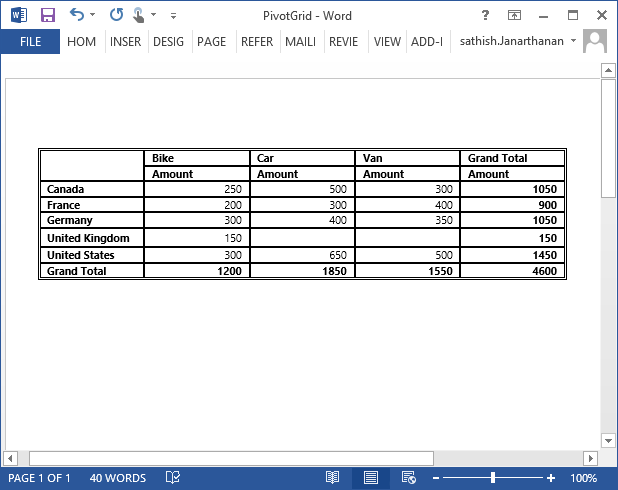 PivotGrid - Word
FILE HOM INSER DESIG PAGE REFER MAILI REVIE VIEW ADD-I sathish.Janarthanan
Bike Car Van Grand Total
Amount Amount Amount Amount
Canada 250 500 300 1050
France 200 300 400 900
Germany 300 400 350 1050
United Kingdom 150 150
United States 300 650 500 1450
Grand Total 1200 1850 1550 4600
PAGE 1 OF 1 40 WORDS 100%